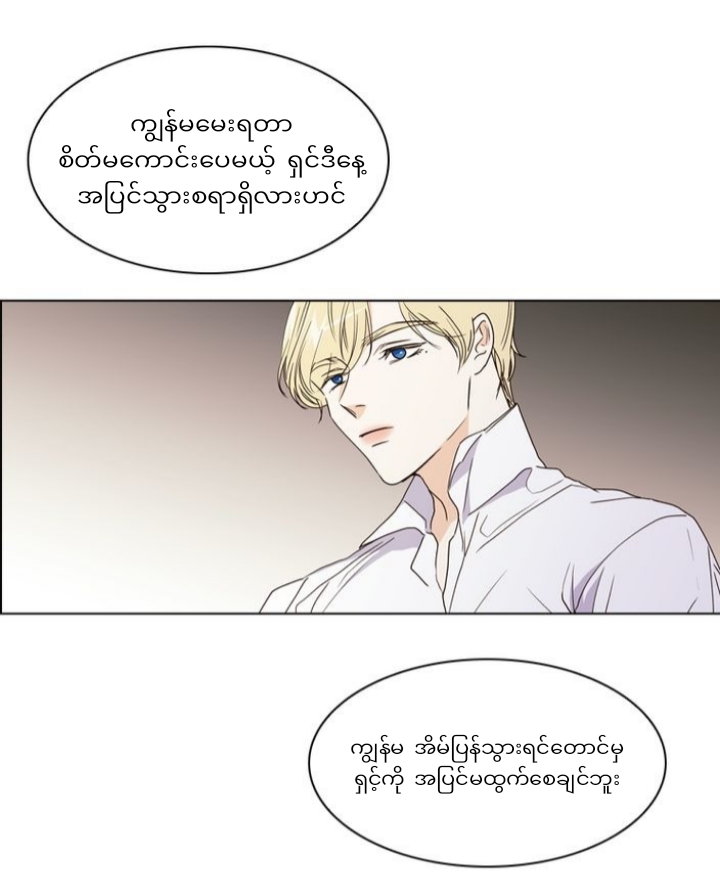 ကျွန်မမေးရတာ
စိတ်မကောင်းပေမယ့် ရှင်ဒီနေ့
အပြင်သွားစရာရှိလားဟင်
ကျွန်မ အိမ်ပြန်သွားရင်တောင်မှ
ရှင့်ကို အပြင်မထွက်စေချင်ဘူး